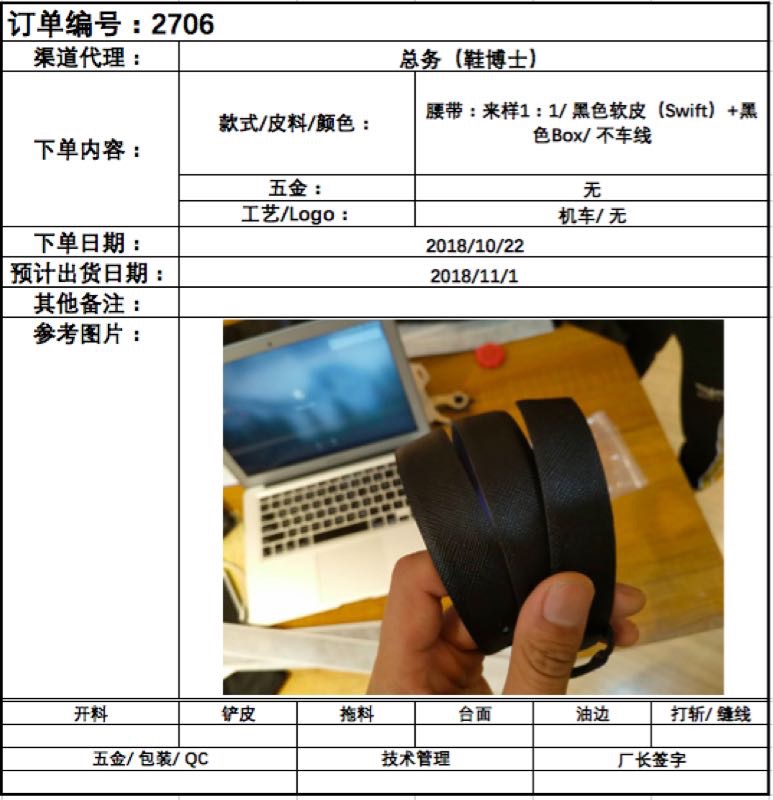 订单编号：2706
渠道代理：
总务（鞋博士）
下单内容：
款式/皮料/颜色：
腰带：来样1：1/ 黑色软皮（Swift）+黑
色Box/ 不车线
五金：
无
工艺/Logo：
机车/ 无
下单日期：
2018/10/22
预计出货日期：
2018/11/1
其他备注：
参考图片：
开料
铲皮
拖料
台面
油边
打斩/ 缝线
五金/ 包装/ QC
技术管理
厂长签字